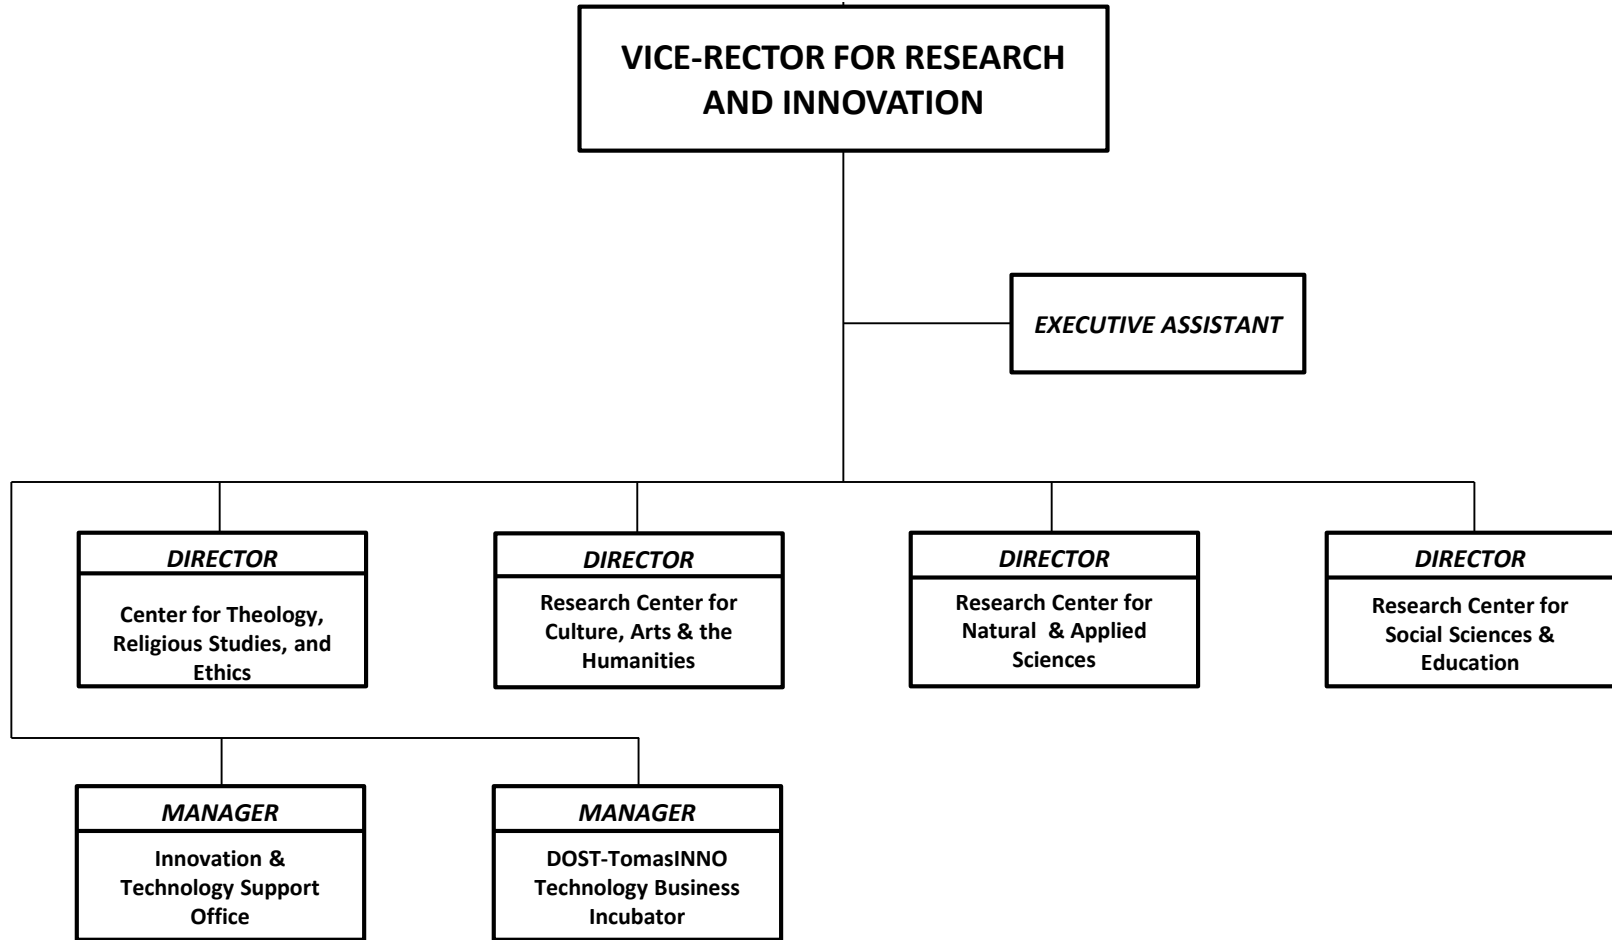 VICE-RECTOR FOR RESEARCH
AND INNOVATION
EXECUTIVE ASSISTANT
DIRECTOR
Center for Theology,
Religious Studies, and
Ethics
DIRECTOR
Research Center for
Culture, Arts & the
Humanities
DIRECTOR
Research Center for
Natural & Applied
Sciences
DIRECTOR
Research Center for
Social Sciences &
Education
MANAGER
Innovation &
Technology Support
Office
MANAGER
DOST-TomasINNO
Technology Business
Incubator